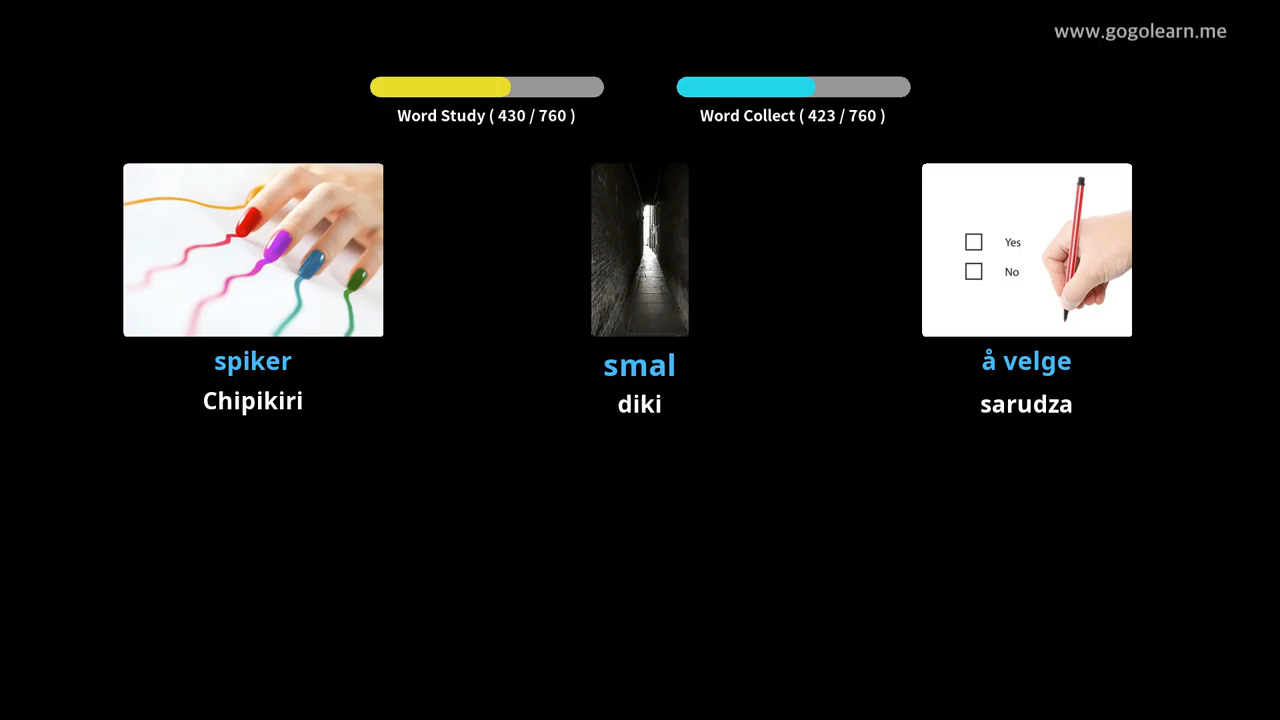 www.gogolearn.me
Word Study ( 430 / 760 )
Word Collect ( 423 / 760 )
Yes
No
spiker
smal
å velge
Chipikiri
diki
sarudza